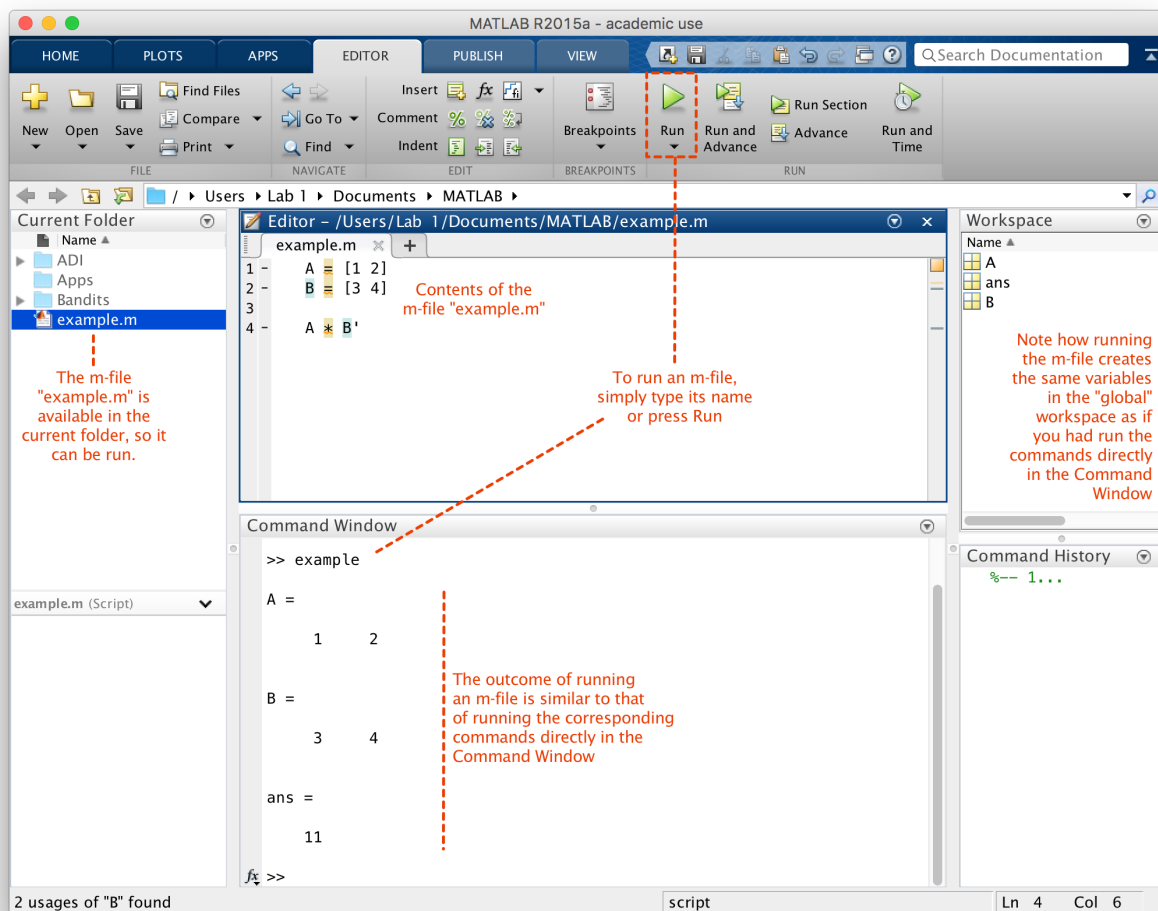 MATLAB R2015a - academic use
HOME PLOTS APPS EDITOR PUBLISH VIEW Search Documentation
New Open Save Find Files Compare Print
FILE
Go To Find
NAVIGATE
Insert fx fi
Comment % % %
Indent
EDIT
Breakpoints
BREAKPOINTS
Run Run and Advance Run Section Advance Run and Time
RUN
/ Users Lab 1 Documents MATLAB
Current Folder
Name
ADI
Apps
Bandits
example.m
The m-file
"example.m" is
available in the
current folder, so it
can be run.
example.m (Script)
Editor - /Users/Lab 1/Documents/MATLAB/example.m
example.m +
1 - A = [1 2]
2 - B = [3 4]
3
4 - A * B'
Contents of the
m-file "example.m"
To run an m-file,
simply type its name
or press Run
Command Window
>> example
A =
1 2
B =
3 4
ans =
11
fx >>
The outcome of running
an m-file is similar to that
of running the corresponding
commands directly in the
Command Window
Workspace
Name
A
ans
B
Note how running
the m-file creates
the same variables
in the "global"
workspace as if
you had run the
commands directly
in the Command
Window
Command History
%-- 1...
2 usages of "B" found
script
Ln 4 Col 6